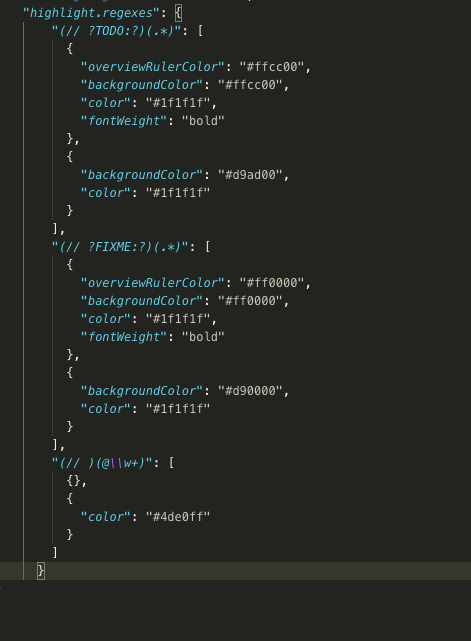 "highlight.regexes": {
"(// ?TODO:?)(.*)": [
{
"overviewRulerColor": "#ffcc00",
"backgroundColor": "#ffcc00",
"color": "#1f1f1f",
"fontWeight": "bold"
},
{
"backgroundColor": "#d9ad00",
"color": "#1f1f1f"
}
],
"(// ?FIXME:?)(.*)": [
{
"overviewRulerColor": "#ff0000",
"backgroundColor": "#ff0000",
"color": "#1f1f1f",
"fontWeight": "bold"
},
{
"backgroundColor": "#d90000",
"color": "#1f1f1f"
}
],
"(// )(@\\w+)": [
{},
{
"color": "#4de0ff"
}
]
}